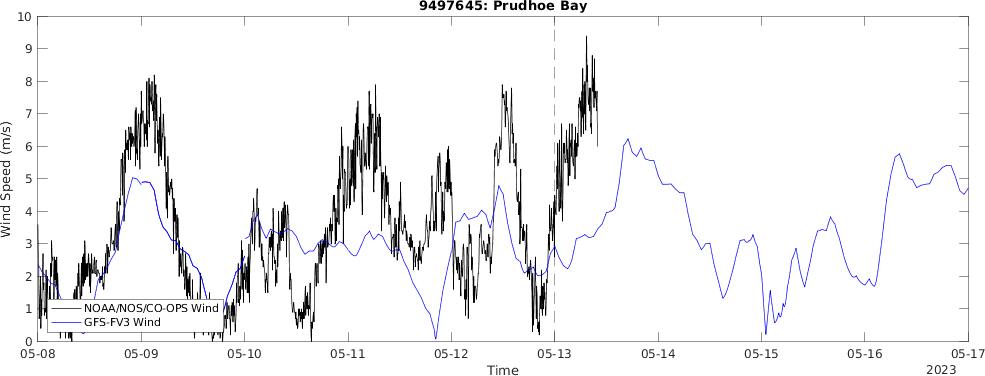 9497645: Prudhoe Bay
Wind Speed (m/s)
10
9
8
7
6
5
4
3
2
1
0
NOAA/NOS/CO-OPS Wind
GFS-FV3 Wind
05-08 05-09 05-10 05-11 05-12 05-13 05-14 05-15 05-16 05-17
Time
2023